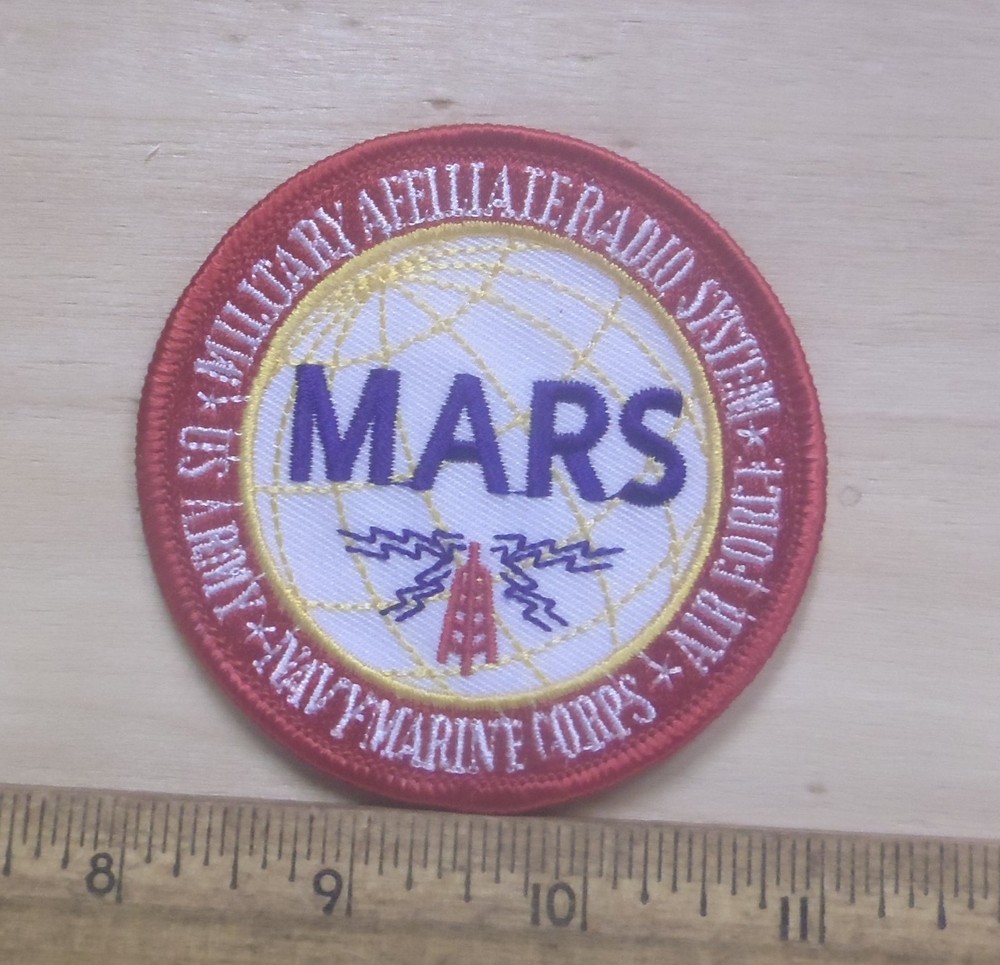 MILITARY AFFILIATE RADIO SYSTEM
MARS
US ARMY * NAVY-MARINE CORPS * AIR FORCE
8 9 10 11